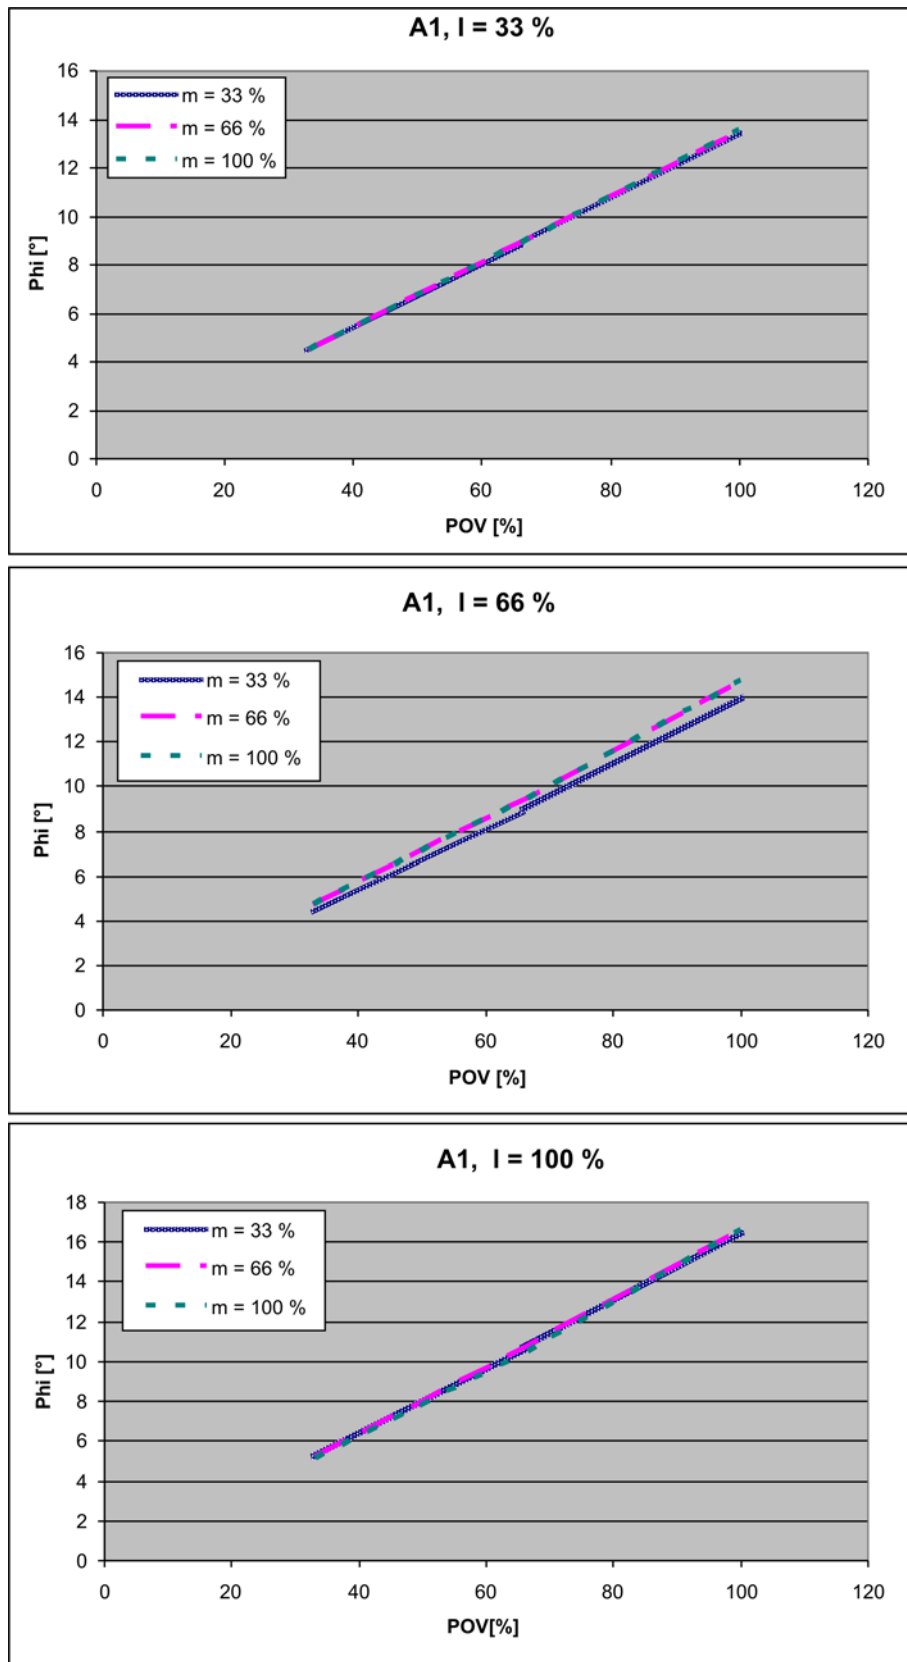 A1, l = 33 %
16
14
12
10
8
6
4
2
0
Phi [°]
m = 33 %
m = 66 %
m = 100 %
0 20 40 60 80 100 120
POV [%]
A1, l = 66 %
16
14
12
10
8
6
4
2
0
Phi [°]
m = 33 %
m = 66 %
m = 100 %
0 20 40 60 80 100 120
POV [%]
A1, l = 100 %
18
16
14
12
10
8
6
4
2
0
Phi [°]
m = 33 %
m = 66 %
m = 100 %
0 20 40 60 80 100 120
POV[%]